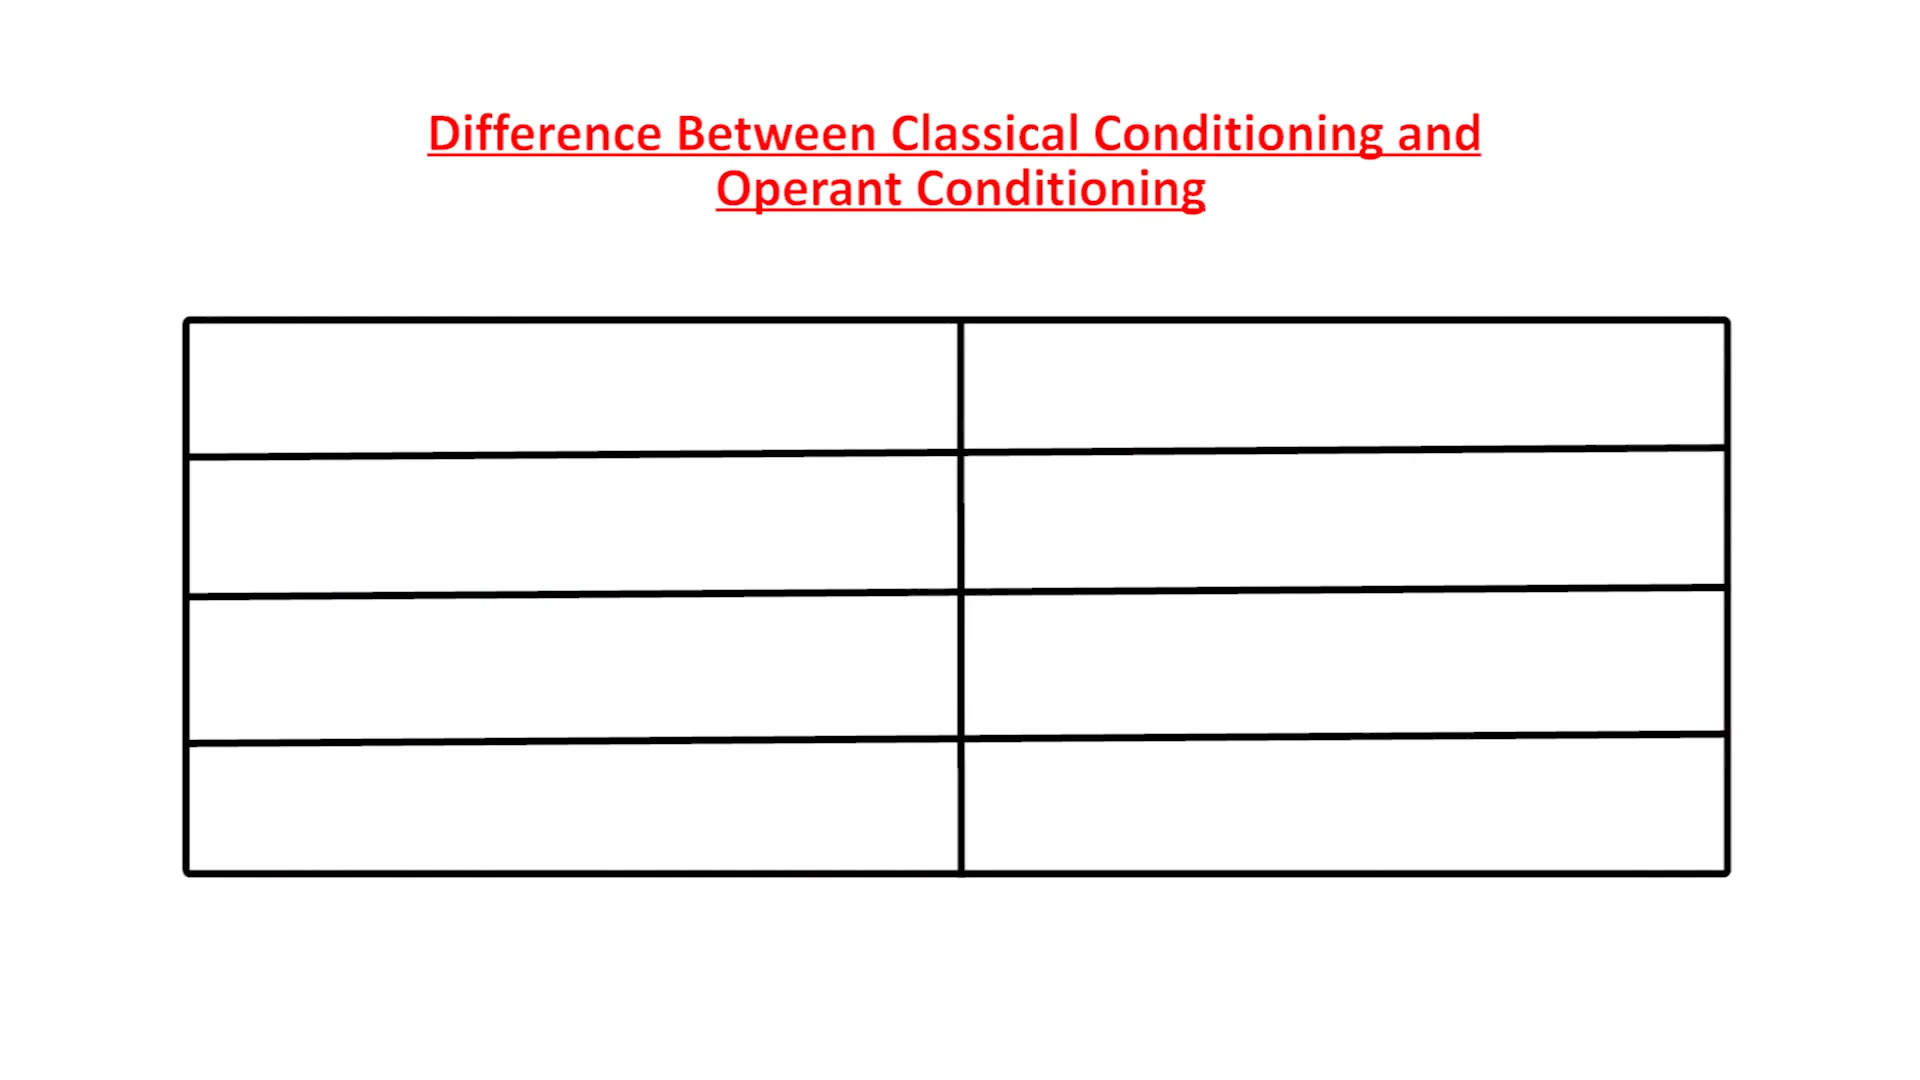 Difference Between Classical Conditioning and
Operant Conditioning